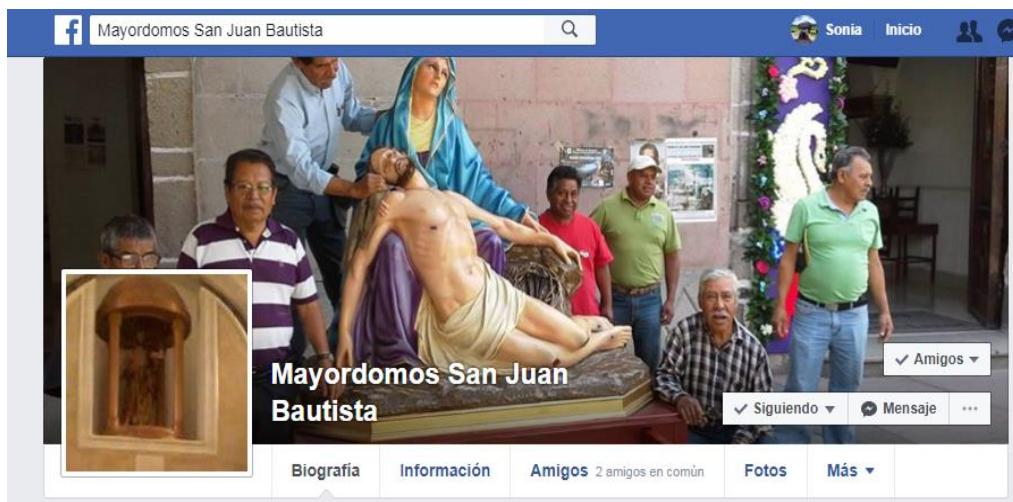 Mayordomos San Juan Bautista
Sonia Inicio
Mayordomos San Juan
Bautista
Amigos
Siguiendo Mensaje
Biografía Información Amigos 2 amigos en común Fotos Más